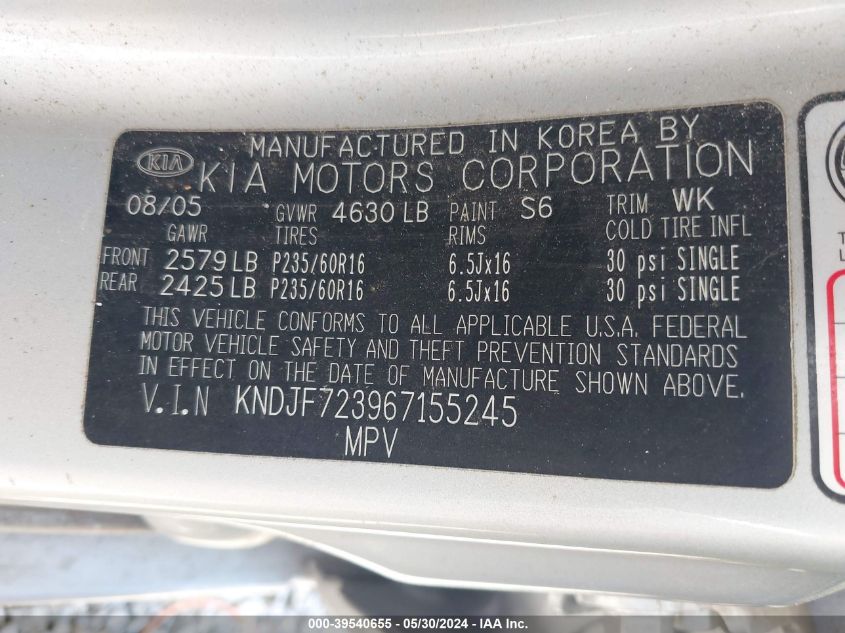 MANUFACTURED IN KOREA BY
KIA KIA MOTORS CORPORATION
08/05 GVWR 4630 LB PAINT S6 TRIM WK
GAWR TIRES RIMS COLD TIRE INFL
FRONT 2579 LB P235/60R16 6.5Jx16 30 psi SINGLE
REAR 2425 LB P235/60R16 6.5Jx16 30 psi SINGLE
THIS VEHICLE CONFORMS TO ALL APPLICABLE U.S.A. FEDERAL
MOTOR VEHICLE SAFETY AND THEFT PREVENTION STANDARDS
IN EFFECT ON THE DATE OF MANUFACTURE SHOWN ABOVE.
V.I.N KNDJF723967155245
MPV
000-39540655 - 05/30/2024 - US.IAAI.COM